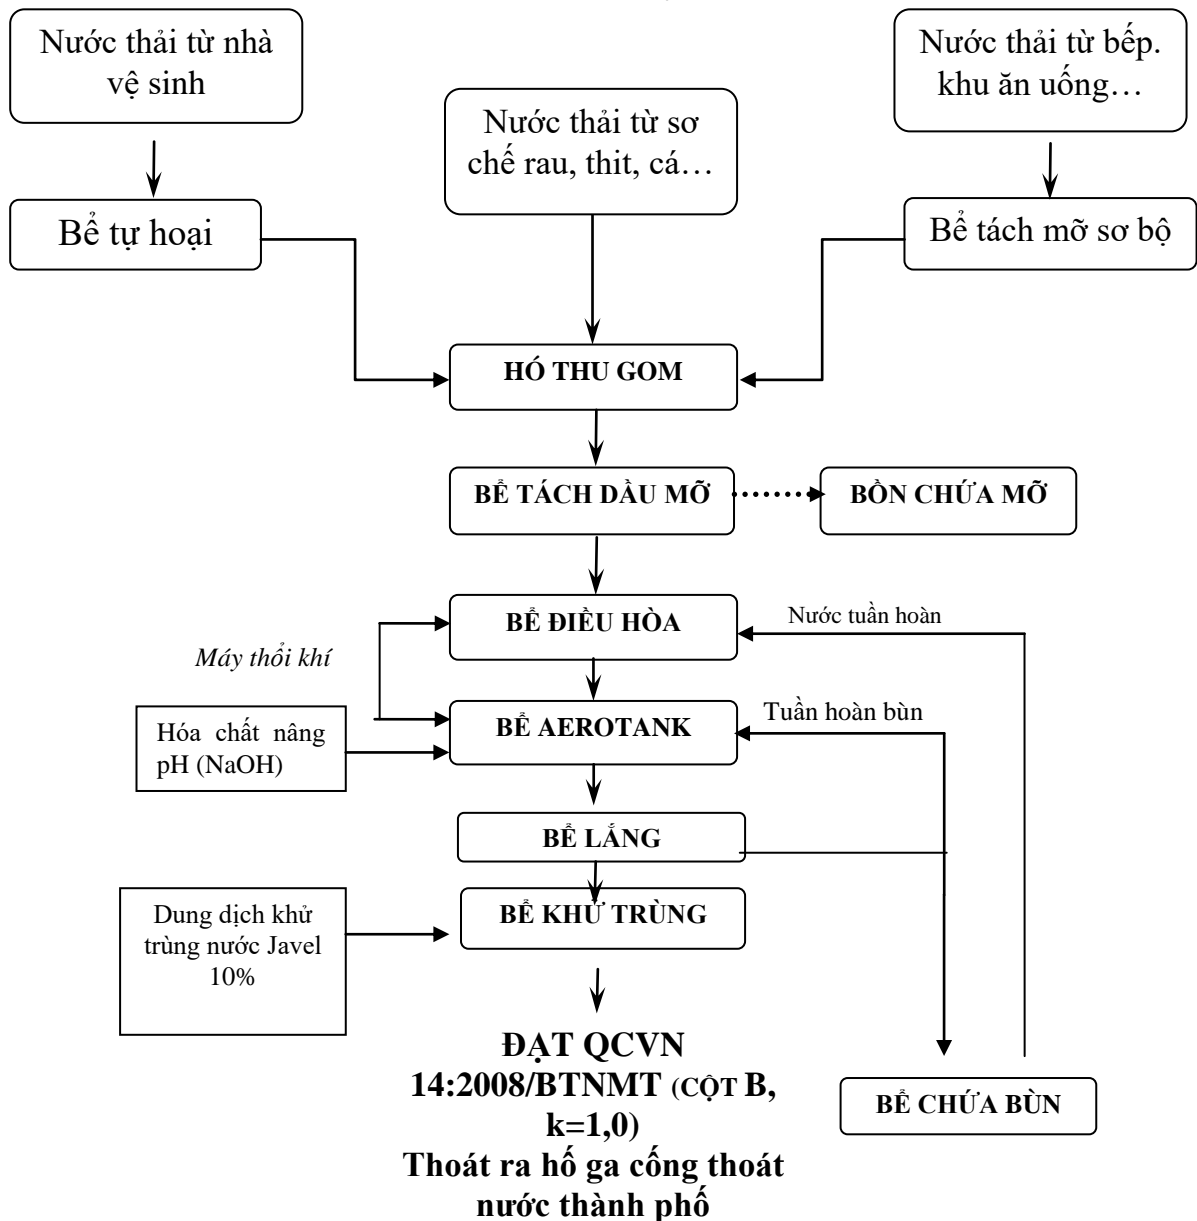 Nước thải từ nhà
vệ sinh
Nước thải từ sơ
chế rau, thit, cá…
Nước thải từ bếp.
khu ăn uống…
Bể tự hoại
Bể tách mỡ sơ bộ
HÓ THU GOM
BỂ TÁCH DẦU MỠ
BỒN CHỨA MỠ
BỂ ĐIỀU HÒA
Nước tuần hoàn
Máy thổi khí
BỂ AEROTANK
Tuần hoàn bùn
Hóa chất nâng
pH (NaOH)
BỂ LẮNG
Dung dịch khử
trùng nước Javel
10%
BỂ KHỬ TRÙNG
ĐẠT QCVN
14:2008/BTNMT (CỘT B,
k=1,0)
Thoát ra hố ga cống thoát
nước thành phố
BỂ CHỨA BÙN